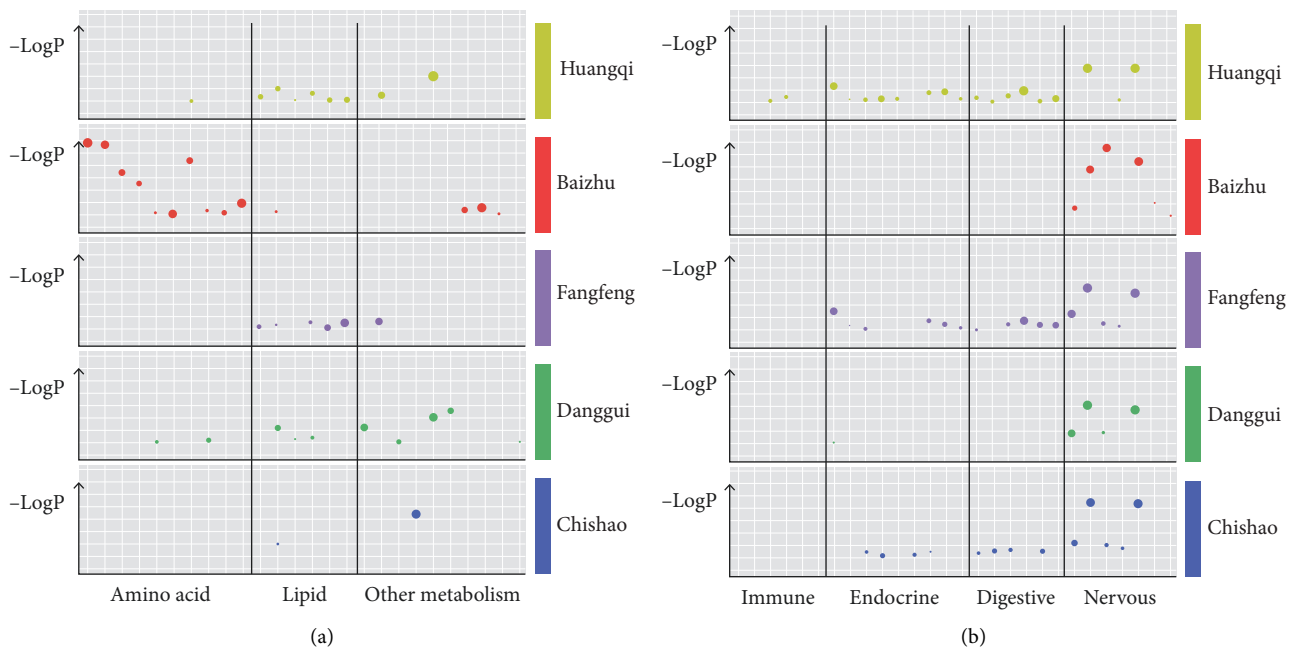 –LogP
Huangqi
–LogP
Baizhu
–LogP
Fangfeng
–LogP
Danggui
–LogP
Chishao
Amino acid Lipid Other metabolism
(a)
–LogP
Huangqi
–LogP
Baizhu
–LogP
Fangfeng
–LogP
Danggui
–LogP
Chishao
Immune Endocrine Digestive Nervous
(b)